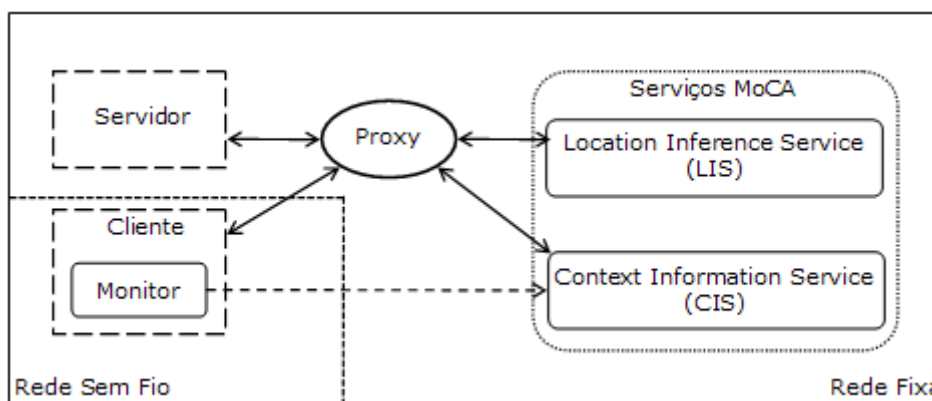 Serviços MoCA
Servidor
Proxy
Location Inference Service
(LIS)
Cliente
Monitor
Context Information Service
(CIS)
Rede Sem Fio
Rede Fixa